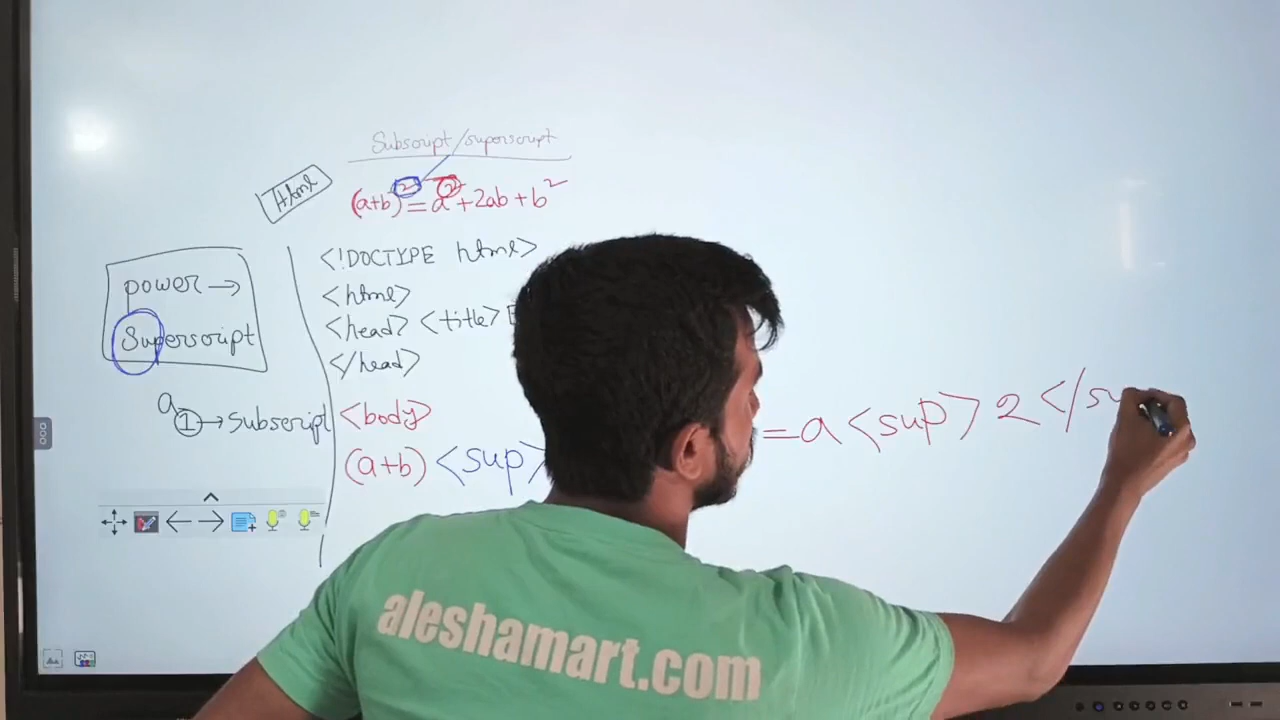 Subscript/superscript
Html
(a+b)² = a² + 2ab + b²
<!DOCTYPE html>
<html>
<head> <title>
</head>
power →
Superscript
a 1 → Subscript
<body>
(a+b) <sup> = a <sup> 2 </su
aleshamart.com